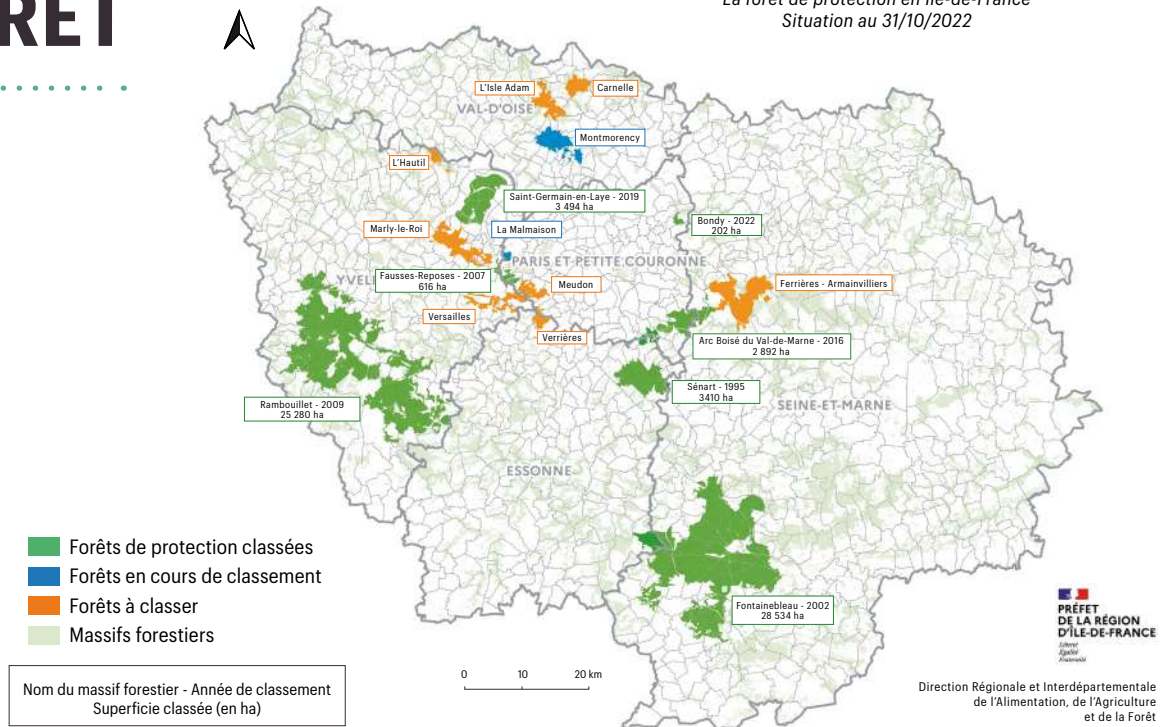 RÊT
La forêt de protection en Île-de-France
Situation au 31/10/2022
L'Isle Adam
Carnelle
VAL-D'OISE
Montmorency
L'Hautil
Saint-Germain-en-Laye - 2019
3 494 ha
Marly-le-Roi
La Malmaison
Bondy - 2022
202 ha
PARIS ET PETITE COURONNE
Fausses-Reposes - 2007
616 ha
YVEL
Meudon
Ferrières - Armainvilliers
Versailles
Verrières
Arc Boisé du Val-de-Marne - 2016
2 892 ha
Sénart - 1995
3410 ha
Rambouillet - 2009
25 280 ha
SEINE-ET-MARNE
ESSONNE
Fontainebleau - 2002
28 534 ha
Forêts de protection classées
Forêts en cours de classement
Forêts à classer
Massifs forestiers
Nom du massif forestier - Année de classement
Superficie classée (en ha)
0 10 20 km
PRÉFET
DE LA RÉGION
D'ÎLE-DE-FRANCE
Liberté
Égalité
Fraternité
Direction Régionale et Interdépartementale
de l'Alimentation, de l'Agriculture
et de la Forêt